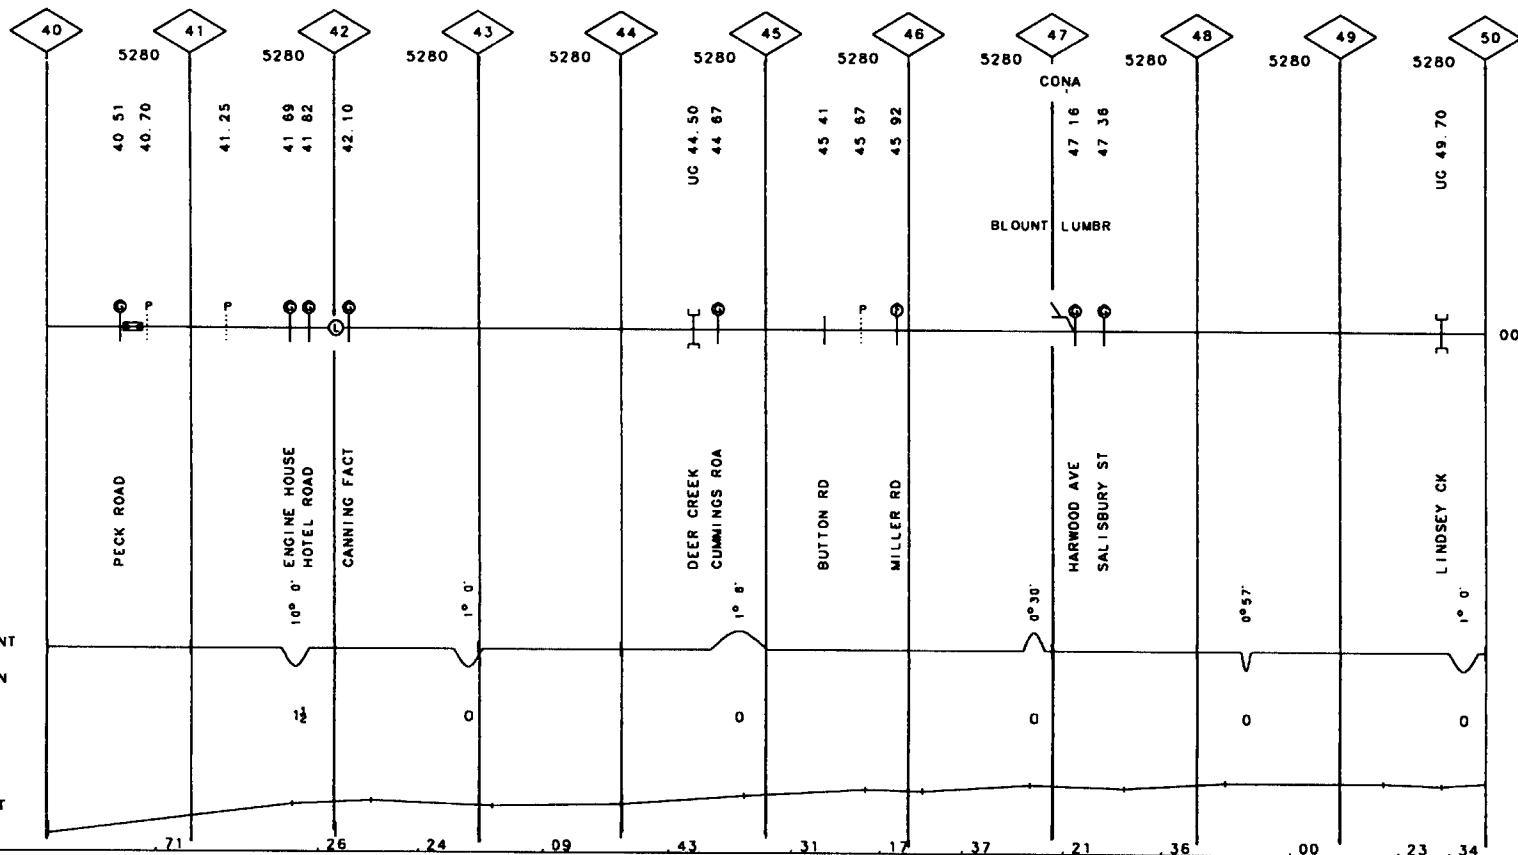 40 41 42 43 44 45 46 47 48 49 50
5280 5280 5280 5280 5280 5280 5280 5280 5280 5280
CONA
40 51
40.70
41.25
41 69
41 82
42.10
UG 44.50
44 67
45 41
45 67
45 92
47 16
47 36
UG 49.70
BLOUNT LUMBR
G P P G G L G G P G G
00
PECK ROAD
ENGINE HOUSE
HOTEL ROAD
CANNING FACT
DEER CREEK
CUMMINGS ROA
BUTTON RD
MILLER RD
HARWOOD AVE
SALISBURY ST
LINDSEY CK
10° 0'
1° 0'
1° 6'
0°30'
0°57'
1° 0'
NT
N
1½ 0 0 0 0 0
T
.71 .26 .24 .09 .43 .31 .17 .37 .21 .36 .00 .23 .34